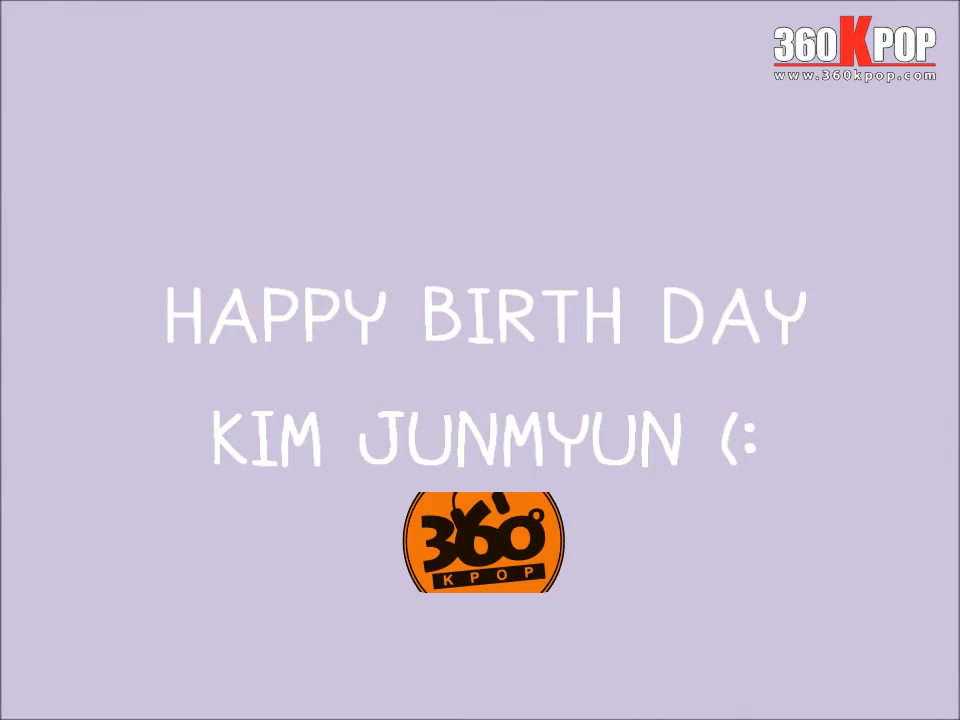 360KPOP
www.360kpop.com
HAPPY BIRTH DAY
KIM JUNMYUN (:
360°
KPOP